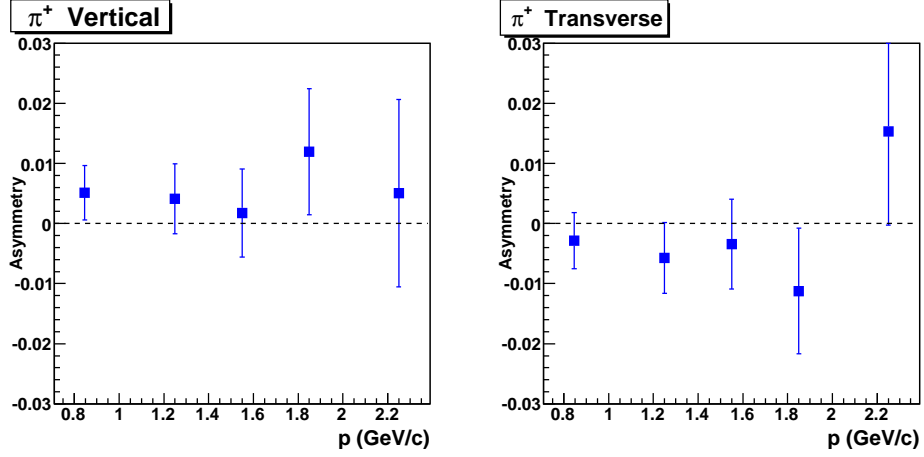 π+ Vertical
0.03
0.02
0.01
0
-0.01
-0.02
-0.03
Asymmetry
0.8 1 1.2 1.4 1.6 1.8 2 2.2
p (GeV/c)
π+ Transverse
0.03
0.02
0.01
0
-0.01
-0.02
-0.03
Asymmetry
0.8 1 1.2 1.4 1.6 1.8 2 2.2
p (GeV/c)